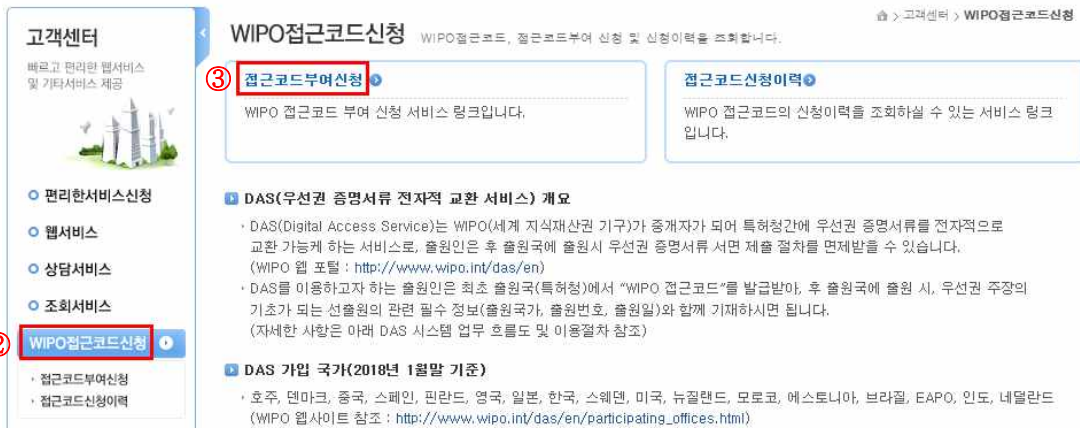 ⌂ > 고객센터 > WIPO접근코드신청
고객센터
빠르고 편리한 웹서비스
및 기타서비스 제공
편리한서비스신청
웹서비스
상담서비스
조회서비스
② WIPO접근코드신청
접근코드부여신청
접근코드신청이력
WIPO접근코드신청 WIPO접근코드, 접근코드부여 신청 및 신청이력을 조회합니다.
③ 접근코드부여신청
WIPO 접근코드 부여 신청 서비스 링크입니다.
접근코드신청이력
WIPO 접근코드의 신청이력을 조회하실 수 있는 서비스 링크
입니다.
DAS(우선권 증명서류 전자적 교환 서비스) 개요
· DAS(Digital Access Service)는 WIPO(세계 지식재산권 기구)가 중개자가 되어 특허청간에 우선권 증명서류를 전자적으로
교환 가능케 하는 서비스로, 출원인은 후 출원국에 출원시 우선권 증명서류 서면 제출 절차를 면제받을 수 있습니다.
(WIPO 웹 포털 : http://www.wipo.int/das/en)
· DAS를 이용하고자 하는 출원인은 최초 출원국(특허청)에서 “WIPO 접근코드”를 발급받아, 후 출원국에 출원 시, 우선권 주장의
기초가 되는 선출원의 관련 필수 정보(출원국가, 출원번호, 출원일)와 함께 기재하시면 됩니다.
(자세한 사항은 아래 DAS 시스템 업무 흐름도 및 이용절차 참조)
DAS 가입 국가(2018년 1월말 기준)
· 호주, 덴마크, 중국, 스페인, 핀란드, 영국, 일본, 한국, 스웨덴, 미국, 뉴질랜드, 모로코, 에스토니아, 브라질, EAPO, 인도, 네덜란드
(WIPO 웹사이트 참조 : http://www.wipo.int/das/en/participating_offices.html)